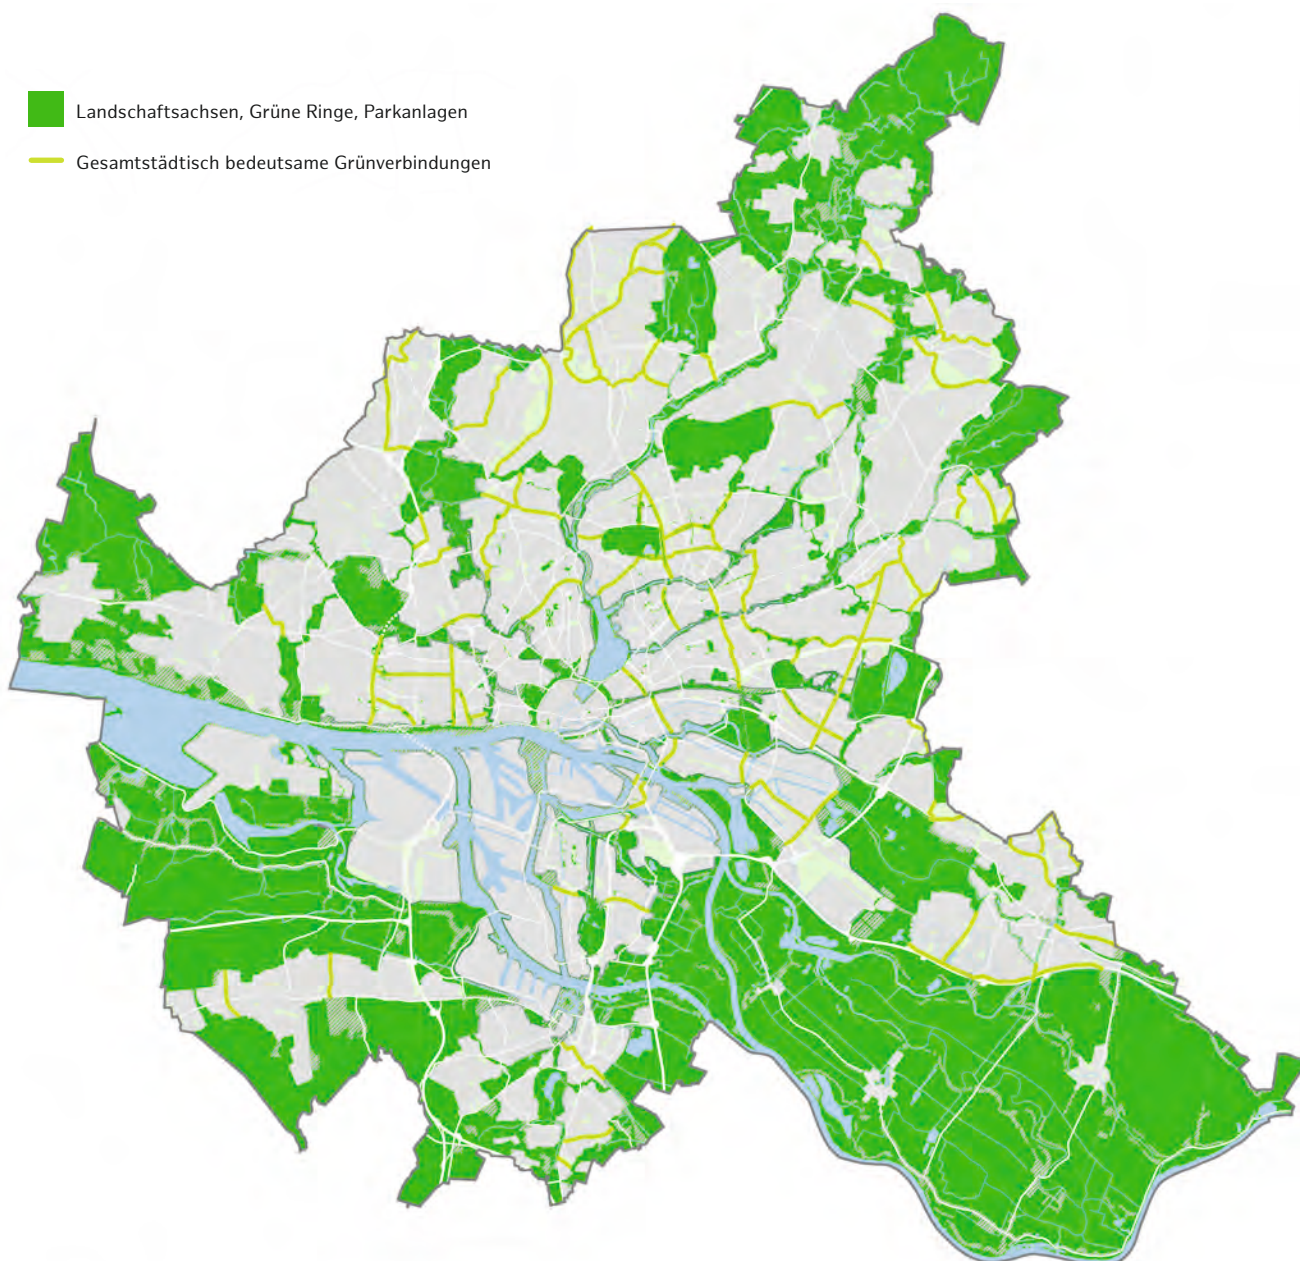 Landschaftsachsen, Grüne Ringe, Parkanlagen
Gesamtstädtisch bedeutsame Grünverbindungen